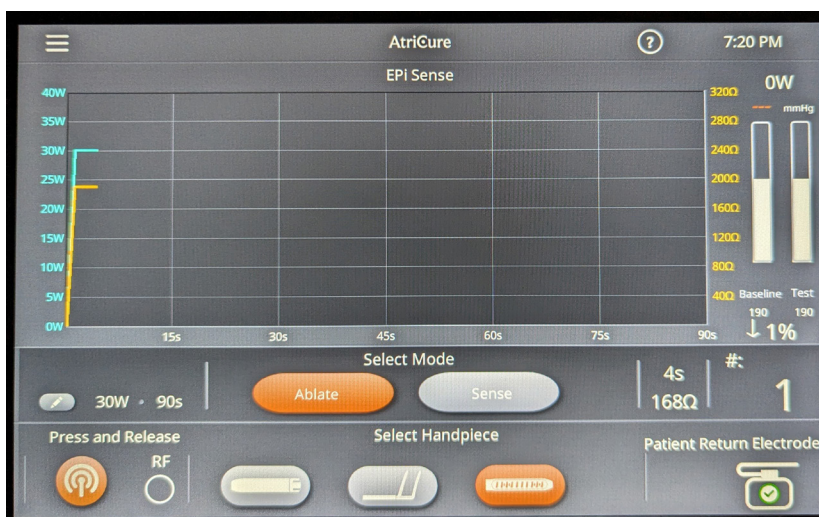 AtriCure
? 7:20 PM
EPi Sense
0W
--- mmHg
40W
35W
30W
25W
20W
15W
10W
5W
0W
320Ω
280Ω
240Ω
200Ω
160Ω
120Ω
80Ω
40Ω
15s 30s 45s 60s 75s 90s
Baseline Test
190 190
↓ 1%
Select Mode
30W • 90s
Ablate
Sense
4s
168Ω
#:
1
Press and Release
RF
Select Handpiece
Patient Return Electrode